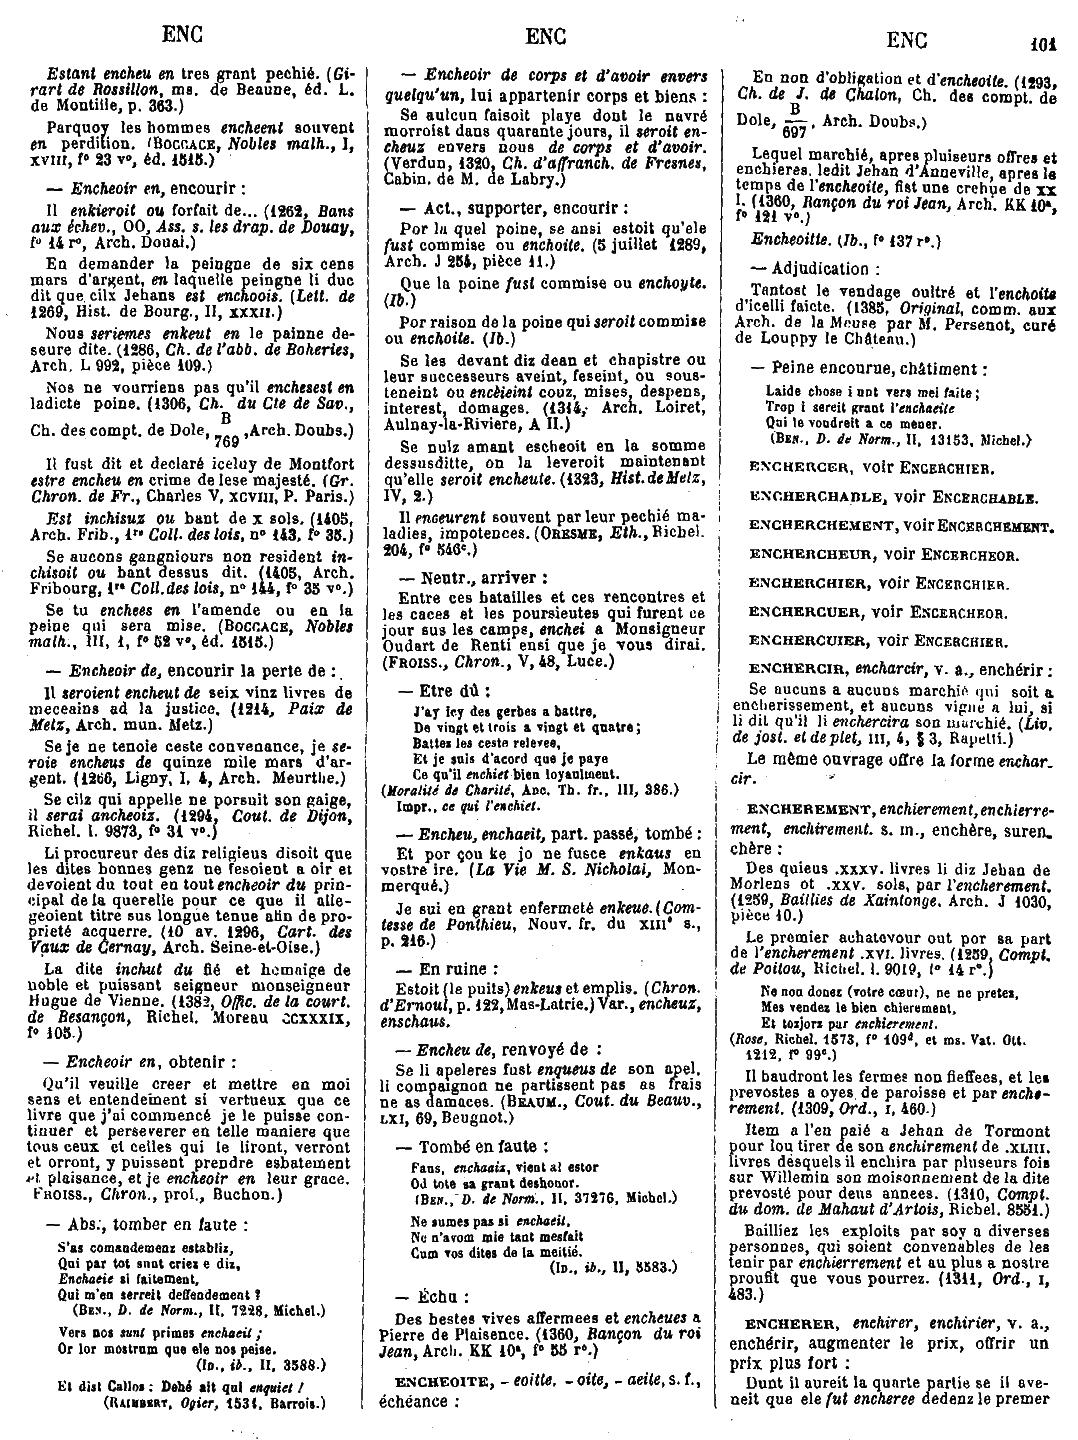 ENC
ENC
ENC
101
Estant encheu en tres grant pechié. (Gi-
rart de Rossillon, ms. de Beaune, éd. L.
de Montille, p. 363.)
Parquoy les hommes encheent souvent
en perdition. (BOCCACE, Nobles malh., I,
XVIII, f° 23 v°, éd. 1515.)
— Encheoir en, encourir :
Il enkieroit ou forfait de... (1262, Bans
aux échev., OO, Ass. s. les drap. de Douay,
f° 14 r°, Arch. Douai.)
En demander la peingne de six cens
mars d'argent, en laquelle peingne li duc
dit que cilx Jehans est enchoois. (Lett. de
1269, Hist. de Bourg., II, XXXII.)
Nous seriemes enkeut en le painne de-
seure dite. (1286, Ch. de l'abb. de Boheries,
Arch. L 992, pièce 109.)
Nos ne vourriens pas qu'il enchesest en
ladicte poine. (1306, Ch. du Cte de Sav.,
Ch. des compt. de Dole, B/769, Arch. Doubs.)
Il fust dit et declaré iceluy de Montfort
estre encheu en crime de lese majesté. (Gr.
Chron. de Fr., Charles V, XCVIII, P. Paris.)
Est inchisuz ou bant de x sols. (1405,
Arch. Frib., 1re Coll. des lois, n° 143, f° 35.)
Se aucons gangniours non resident in-
chisoit ou bant dessus dit. (1405, Arch.
Fribourg, 1re Coll. des lois, n° 144, f° 35 v°.)
Se tu enchees en l'amende ou en la
peine qui sera mise. (BOCCACE, Nobles
malh., III, 1, f° 52 v°, éd. 1515.)
— Encheoir de, encourir la perte de :
Il seroient encheut de seix vinz livres de
meceains ad la justice. (1214, Paix de
Metz, Arch. mun. Metz.)
Se je ne tenoie ceste convenance, je se-
roie encheus de quinze mile mars d'ar-
gent. (1266, Ligny, I, 4, Arch. Meurthe.)
Se cilz qui appelle ne porsuit son gaige,
il serai ancheoiz. (1294, Cout. de Dijon,
Richel. l. 9873, f° 31 v°.)
Li procureur des diz religieus disoit que
les dites bonnes genz ne fesoient a oir et
devoient du tout en tout encheoir du prin-
cipal de la querelle pour ce que il alle-
geoient titre sus longue tenue afin de pro-
prieté acquerre. (10 av. 1296, Cart. des
Vaux de Cernay, Arch. Seine-et-Oise.)
La dite inchut du fié et homaige de
noble et puissant seigneur monseigneur
Hugue de Vienne. (1382, Offic. de la court.
de Besançon, Richel. Moreau CCXXXIX,
f° 105.)
— Encheoir en, obtenir :
Qu'il veuille creer et mettre en moi
sens et entendement si vertueux que ce
livre que j'ai commencé je le puisse con-
tinuer et perseverer en telle maniere que
tous ceux et celles qui le liront, verront
et orront, y puissent prendre esbatement
et plaisance, et je encheoir en leur grace.
FROISS., Chron., prol., Buchon.)
— Abs., tomber en faute :
S'as comandemenz establiz,
Qui par tot sunt criez e diz,
Enchaeie si faitement,
Qui m'en serreit deffendement ?
(BEN., D. de Norm., II, 7228, Michel.)
Vers nos sunt primes enchaeit ;
Or lor mostrum que ele nos peise.
(ID., ib., II, 3588.)
Et dist Callos : Dehé ait qui enquiet !
(RAIMBERT, Ogier, 1531, Barrois.)
— Encheoir de corps et d'avoir envers
quelqu'un, lui appartenir corps et biens :
Se aulcun faisoit playe dont le navré
morroist dans quarante jours, il seroit en-
cheuz envers nous de corps et d'avoir.
(Verdun, 1320, Ch. d'affranch. de Fresnes,
Cabin. de M. de Labry.)
— Act., supporter, encourir :
Por la quel poine, se ansi estoit qu'ele
fust commise ou enchoite. (5 juillet 1289,
Arch. J 254, pièce 11.)
Que la poine fust commise ou enchoyte.
(Ib.)
Por raison de la poine qui seroit commise
ou enchoite. (Ib.)
Se les devant diz dean et chapistre ou
leur successeurs aveint, feseint, ou sous-
teneint ou encèieint couz, mises, despens,
interest, domages. (1314, Arch. Loiret,
Aulnay-la-Riviere, A II.)
Se nulz amant escheoit en la somme
dessusditte, on la leveroit maintenant
qu'elle seroit encheute. (1323, Hist. de Metz,
IV, 2.)
Il enceurent souvent par leur pechié ma-
ladies, impotences. (ORESME, Eth., Richel.
204, f° 546c.)
— Neutr., arriver :
Entre ces batailles et ces rencontres et
les caces et les poursieutes qui furent ce
jour sus les camps, enchei a Monsigneur
Oudart de Renti ensi que je vous dirai.
(FROISS., Chron., V, 48, Luce.)
— Etre dû :
J'ay icy des gerbes a battre,
De vingt et trois a vingt et quatre ;
Battez les ceste releve,
Et je suis d'acord que je paye
Ce qu'il enchiet bien loyaulment.
(Moralité de Charité, Anc. Th. fr., III, 386.)
Impr., ce qui l'enchiet.
— Encheu, enchaeit, part. passé, tombé :
Et por çou ke jo ne fusce enkaus en
vostre ire. (La Vie M. S. Nicholai, Mon-
merqué.)
Je sui en grant enfermeté enkeue. (Com-
tesse de Ponthieu, Nouv. fr. du XIIIe s.,
p. 216.)
— En ruine :
Estoit (le puits) enkeus et emplis. (Chron.
d'Ernoul, p. 122, Mas-Latrie.) Var., encheuz,
enschaus.
— Encheu de, renvoyé de :
Se li apeleres fust enqueus de son apel,
li compaignon ne partissent pas as frais
ne as damaces. (BEAUM., Cout. du Beauv.,
LXI, 69, Beugnot.)
— Tombé en faute :
Fans, enchaaix, vient al estor
Od tote sa grant deshonor.
(BEN., D. de Norm., II, 37276, Michel.)
Ne sumes pas si enchaeit,
Ne n'avom mie tant mesfait
Cum vos dites de la meitié.
(ID., ib., II, 5583.)
— Échu :
Des bestes vives affermees et encheues a
Pierre de Plaisence. (1360, Rançon du roi
Jean, Arch. KK 10a, f° 55 r°.)
ENCHEOITE, - eoitte, - oite, - aeite, s. f.,
échéance :
En non d'obligation et d'encheoite. (1293,
Ch. de J. de Chalon, Ch. des compt. de
Dole, B/697, Arch. Doubs.)
Lequel marchié, apres pluiseurs offres et
enchieres, ledit Jehan d'Anneville, apres le
temps de l'encheoite, fist une crehue de XX
l. (1360, Rançon du roi Jean, Arch. KK 10a,
f° 121 v°.)
Encheoitte. (Ib., f° 137 r°.)
— Adjudication :
Tantost le vendage oultré et l'enchoite
d'icelli faicte. (1385, Original, comm. aux
Arch. de la Meuse par M. Persenot, curé
de Louppy le Château.)
— Peine encourue, châtiment :
Laide chose i unt vers mei faite ;
Trop i sereit grant l'enchaeite
Qui le voudreit a ce mener.
(BEN., D. de Norm., II, 13153, Michel.)
ENCHERCER, voir ENCERCHIER.
ENCHERCHABLE, voir ENCERCHABLE.
ENCHERCHEMENT, voir ENCERCHEMENT.
ENCHERCHEUR, voir ENCERCHEOR.
ENCHERCHIER, voir ENCERCHIER.
ENCHERCUER, voir ENCERCHEOR.
ENCHERCUIER, voir ENCERCHIER.
ENCHERCIR, encharcir, v. a., enchérir :
Se aucuns a aucuns marchié qui soit a
encherissement, et aucuns vigne a lui, si
li dit qu'il li enchercira son marchié. (Liv.
de jost. et de plet, III, 4, § 3, Rapetti.)
Le même ouvrage offre la forme enchar-
cir.
ENCHEREMENT, enchierement, enchierre-
ment, enchirement, s. m., enchère, suren-
chère :
Des quieus .xxxv. livres li diz Jehan de
Morlens ot .xxv. sols, par l'encherement.
(1259, Baillies de Xaintonge, Arch. J 1030,
pièce 10.)
Le premier achateveur out por sa part
de l'encherement .xvi. livres. (1259, Compt.
de Poitou, Richel. l. 9019, f° 14 r°.)
Ne non donez (votre cœur), ne ne pretez,
Mes vendez le bien chierement,
Et tozjorz par enchierement.
(Rose, Richel. 1573, f° 109d, et ms. Vat. Ott.
1212, f° 99c.)
Il baudront les fermes non fieffees, et les
prevostes a oyes de paroisse et par enche-
rement. (1309, Ord., I, 460.)
Item a l'en paié a Jehan de Tormont
pour lou tirer de son enchirement de .XLIII.
livres desquels il enchira par pluseurs fois
sur Willemin son moisonnement de la dite
prevosté pour deus annees. (1310, Compt.
du dom. de Mahaut d'Artois, Richel. 8551.)
Bailliez les exploits par soy a diverses
personnes, qui soient convenables de les
tenir par enchierrement et au plus a nostre
proufit que vous pourrez. (1311, Ord., I,
483.)
ENCHERER, enchirer, enchirier, v. a.,
enchérir, augmenter le prix, offrir un
prix plus fort :
Dunt il aureit la quarte partie se il ave-
neit que ele fut encheree dedenz le premier